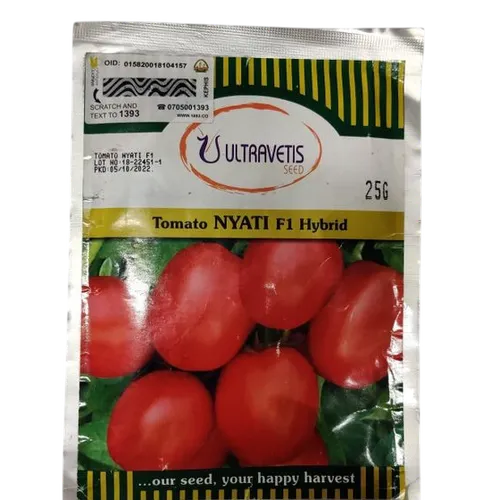 OID: 015820018104157
KEPHIS
SCRATCH AND
TEXT TO 1393
☎ 0705001393
TOMATO NYATI F1
LOT NO:18-22451-1
PKD:05/10/2022.
ULTRAVETIS
SEED
25G
Tomato NYATI F1 Hybrid
...our seed, your happy harvest